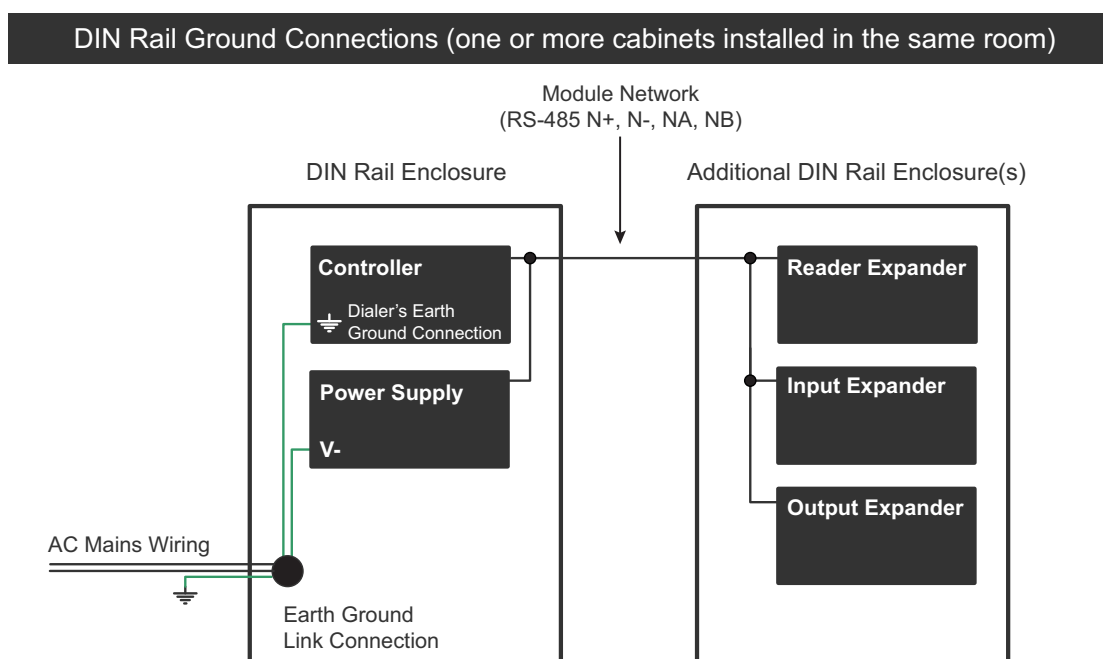 DIN Rail Ground Connections (one or more cabinets installed in the same room)
Module Network
(RS-485 N+, N-, NA, NB)
DIN Rail Enclosure
Additional DIN Rail Enclosure(s)
Controller
Dialer's Earth
Ground Connection
Power Supply
V-
Reader Expander
Input Expander
Output Expander
AC Mains Wiring
Earth Ground
Link Connection